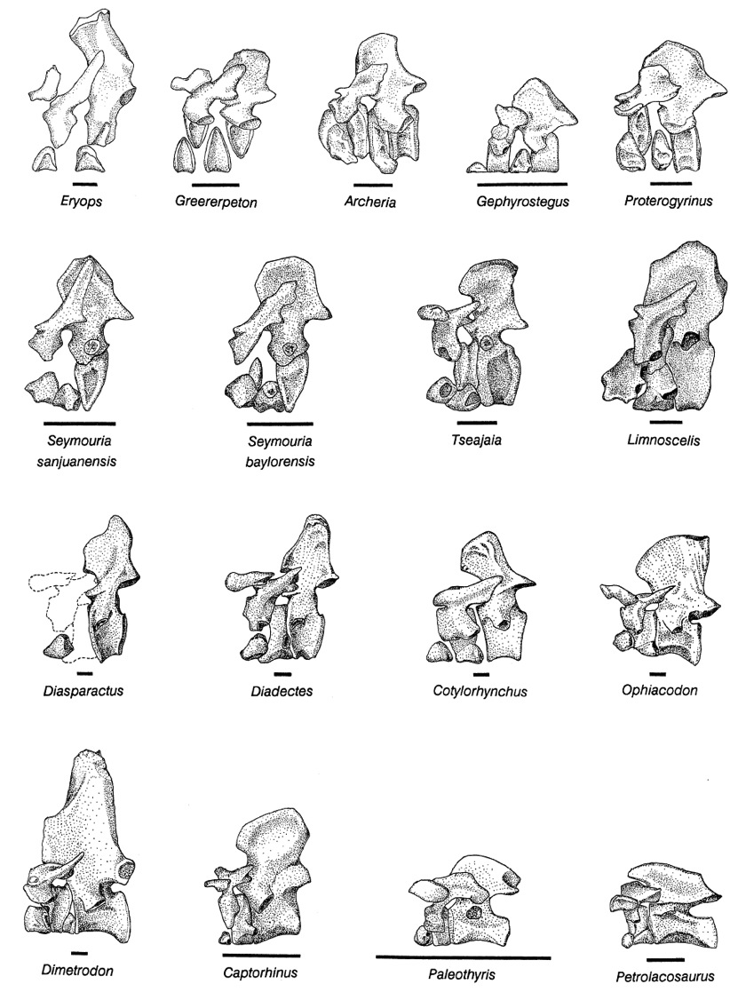 Eryops
Greererpeton
Archeria
Gephyrostegus
Proterogyrinus
Seymouria
sanjuanensis
Seymouria
baylorensis
Tseajaia
Limnoscelis
Diasparactus
Diadectes
Cotylorhynchus
Ophiacodon
Dimetrodon
Captorhinus
Paleothyris
Petrolacosaurus